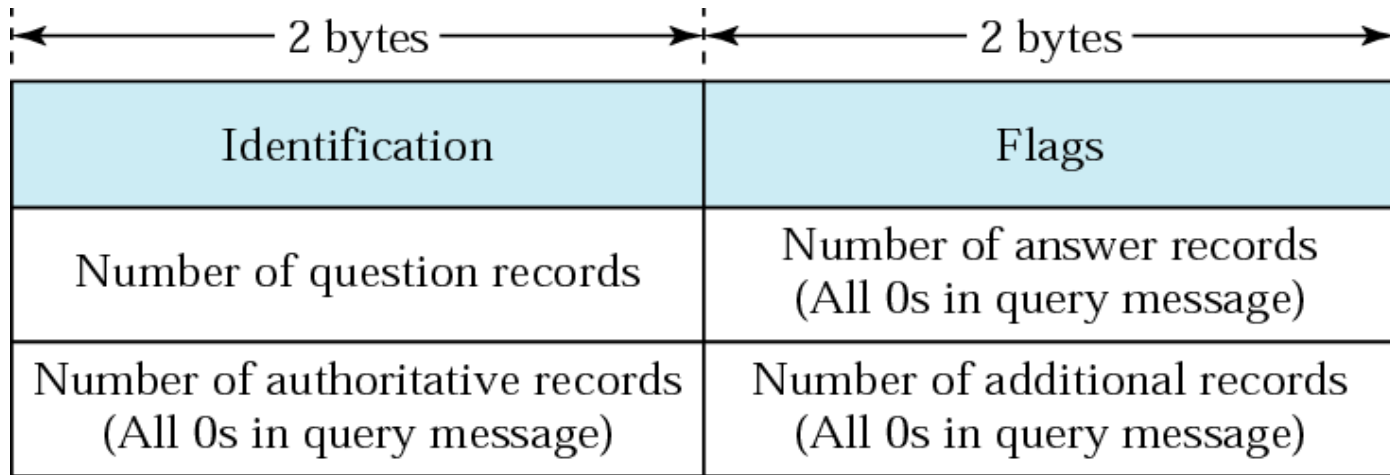 2 bytes 2 bytes
Identification Flags
Number of question records
Number of answer records
(All 0s in query message)
Number of authoritative records
(All 0s in query message)
Number of additional records
(All 0s in query message)